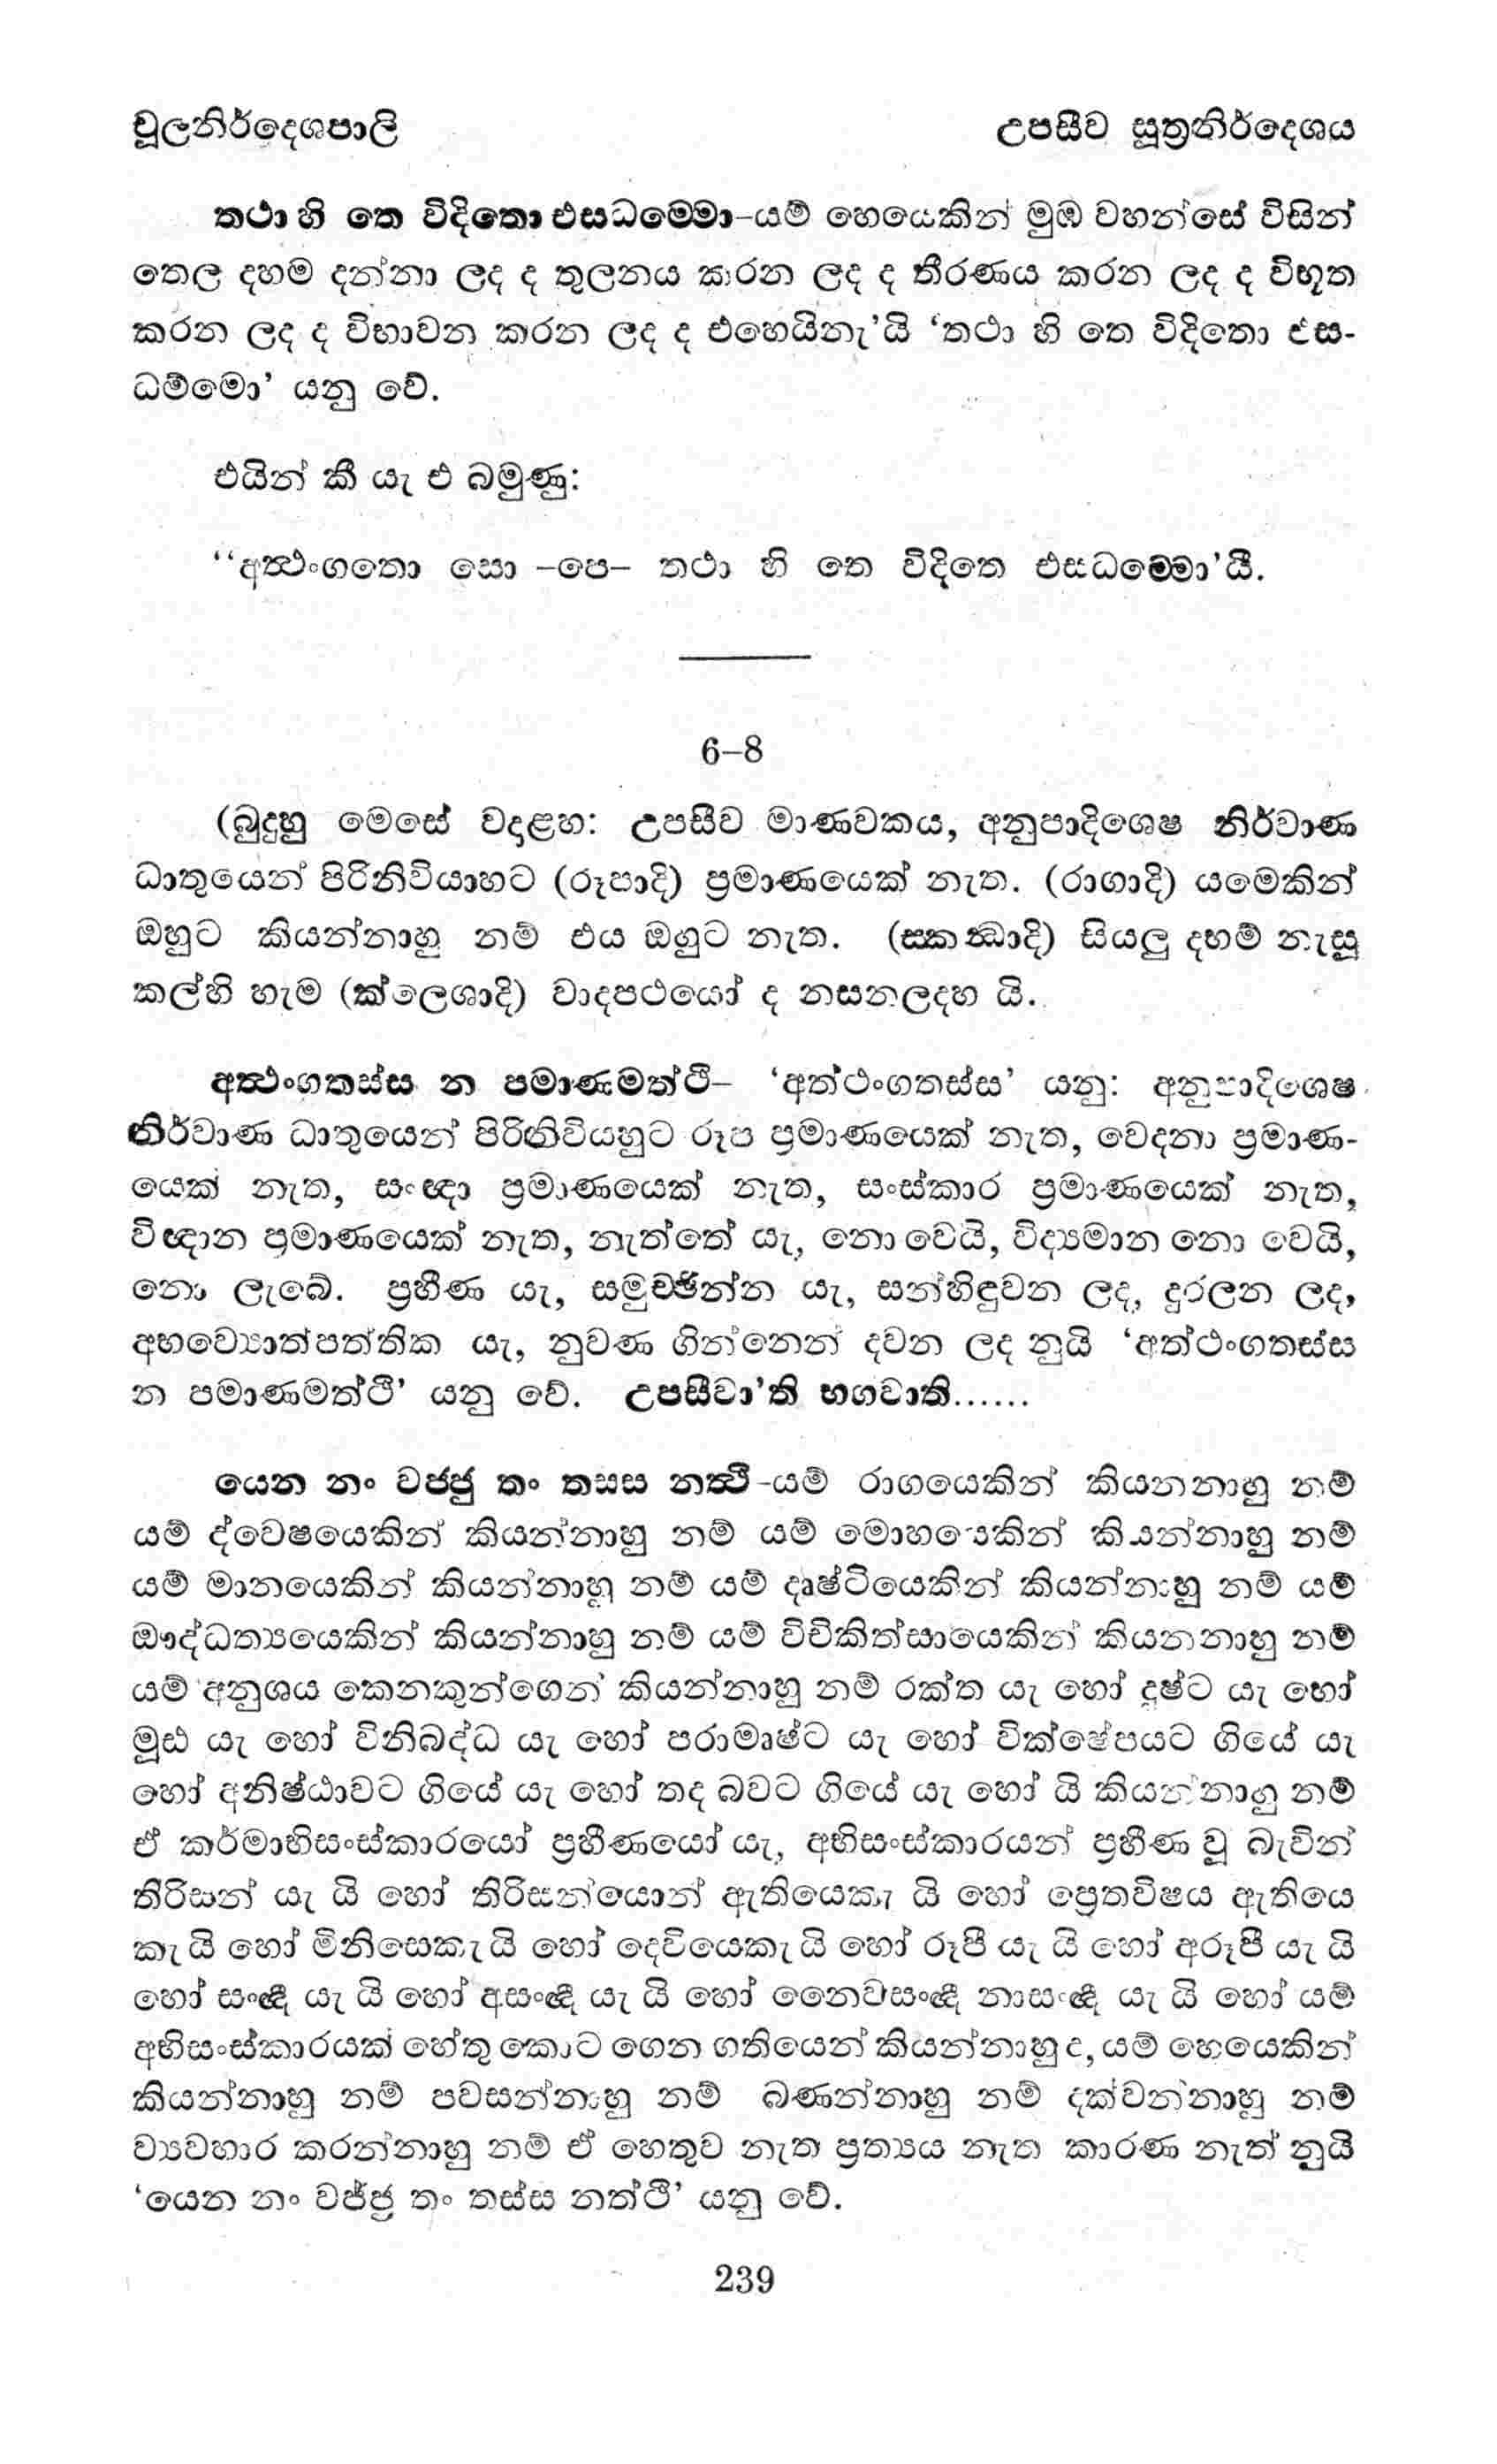 චූලනිර්දෙශපාලි	උපසීව සූත්‍රනිර්දෙශය
තථා හි තෙ විදිතො එසධම්මො-යම් හෙයෙකින් මුඹ වහන්සේ විසින්
තෙල දහම දන්නා ලද ද තුලනය කරන ලද ද තීරණය කරන ලද ද විභූත
කරන ලද ද විභාවන කරන ලද ද එහෙයිනැ’යි ‘තථා හි තෙ විදිතො එස-
ධම්මො’ යනු වේ.
එයින් කී යැ එ බමුණු:
“අත්‍ථංගතො සො -පෙ- තථා හි තෙ විදිතෙ එසධම්මො’යී.
6-8
(බුදුහු මෙසේ වදාළහ: උපසීව මාණවකය, අනුපාදිශෙෂ නිර්වාණ
ධාතුයෙන් පිරිනිවියාහට (රූපාදි) ප්‍රමාණයෙක් නැත. (රාගාදි) යමෙකින්
ඔහුට කියන්නාහු නම් එය ඔහුට නැත. (ස්කන්‍ධාදි) සියලු දහම් නැසූ
කල්හි හැම (ක්ලෙශාදි) වාදපථයෝ ද නසනලදහ යි.
අත්‍ථංගතස්ස න පමාණමත්ථි- ‘අත්ථංගතස්ස’ යනු: අනුපාදිශෙෂ
නිර්වාණ ධාතුයෙන් පිරිනිවියහුට රූප ප්‍රමාණයෙක් නැත, වෙදනා ප්‍රමාණ-
යෙක් නැත, සංඥා ප්‍රමාණයෙක් නැත, සංස්කාර ප්‍රමාණයෙක් නැත,
විඥාන ප්‍රමාණයෙක් නැත, නැත්තේ යැ, නො වෙයි, විද්‍යමාන නො වෙයි,
නො ලැබේ. ප්‍රහීණ යැ, සමුච්ඡින්න යැ, සන්හිඳුවන ලද, දුරලන ලද,
අභව්‍යොත්පත්තික යැ, නුවණ ගින්නෙන් දවන ලද නුයි ‘අත්ථංගතස්ස
න පමාණමත්ථි’ යනු වේ. උපසීවා’ති භගවාති......
යෙන නං වජ්ජු තං තස්ස නත්‍ථි-යම් රාගයෙකින් කියනනාහු නම්
යම් ද්වෙෂයෙකින් කියන්නාහු නම් යම් මොහයෙකින් කියන්නාහු නම්
යම් මානයෙකින් කියන්නාහු නම් යම් දෘෂ්ටියෙකින් කියන්නාහු නම් යම්
ඖද්ධත්‍යයෙකින් කියන්නාහු නම් යම් විචිකිත්සායෙකින් කියනනාහු නම්
යම් අනුශය කෙනකුන්ගෙන් කියන්නාහු නම් රක්ත යැ හෝ දුෂ්ට යැ හෝ
මූඪ යැ හෝ විනිබද්ධ යැ හෝ පරාමෘෂ්ට යැ හෝ වික්ෂේපයට ගියේ යැ
හෝ අනිෂ්ඨාවට ගියේ යැ හෝ තද බවට ගියේ යැ හෝ යි කියන්නාහු නම්
ඒ කර්මාභිසංස්කාරයෝ ප්‍රහීණයෝ යැ, අභිසංස්කාරයන් ප්‍රහීණ වූ බැවින්
තිරිසන් යැ යි හෝ තිරිසන්යොන් ඇතියෙකැ යි හෝ ප්‍රෙතවිෂය ඇතියෙ
කැ යි හෝ මිනිසෙකැ යි හෝ දෙවියෙකැ යි හෝ රූපී යැ යි හෝ අරූපී යැ යි
හෝ සංඥී යැ යි හෝ අසංඥී යැ යි හෝ නෛවසංඥී නාසංඥී යැ යි හෝ යම්
අභිසංස්කාරයක් හේතු කොට ගෙන ගතියෙන් කියන්නාහු ද, යම් හෙයෙකින්
කියන්නාහු නම් පවසන්නාහු නම් බණන්නාහු නම් දක්වන්නාහු නම්
ව්‍යවහාර කරන්නාහු නම් ඒ හෙතුව නැත ප්‍රත්‍යය නැත කාරණ නැත් නුයි
‘යෙන නං වජ්ජු තං තස්ස නත්ථි’ යනු වේ.
239